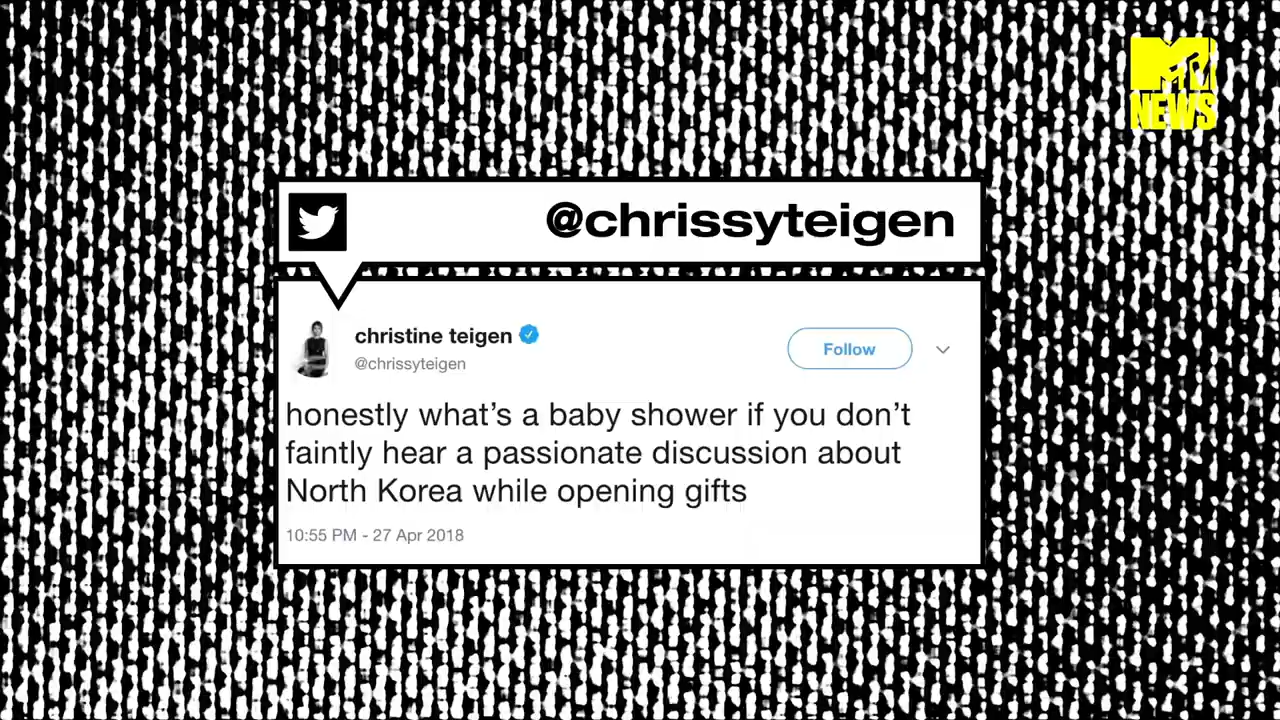 MTV
NEWS
@chrissyteigen
christine teigen
@chrissyteigen
Follow
honestly what's a baby shower if you don't
faintly hear a passionate discussion about
North Korea while opening gifts
10:55 PM - 27 Apr 2018